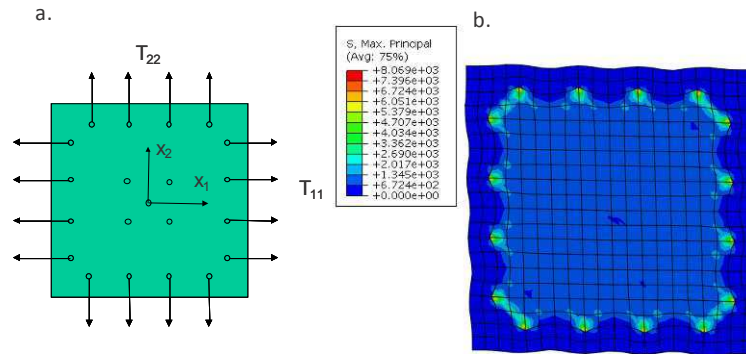 a.
T22
X2
X1
T11
S, Max. Principal
(Avg: 75%)
+8.069e+03
+7.396e+03
+6.724e+03
+6.051e+03
+5.379e+03
+4.707e+03
+4.034e+03
+3.362e+03
+2.690e+03
+2.017e+03
+1.345e+03
+6.724e+02
+0.000e+00
b.